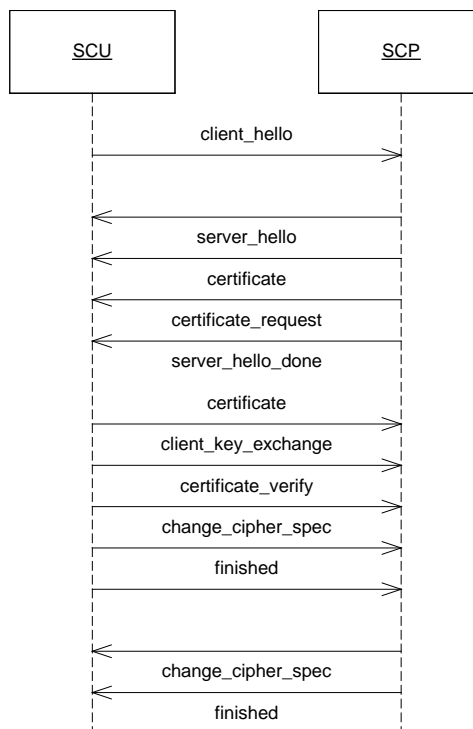 SCU
SCP
client_hello
server_hello
certificate
certificate_request
server_hello_done
certificate
client_key_exchange
certificate_verify
change_cipher_spec
finished
change_cipher_spec
finished